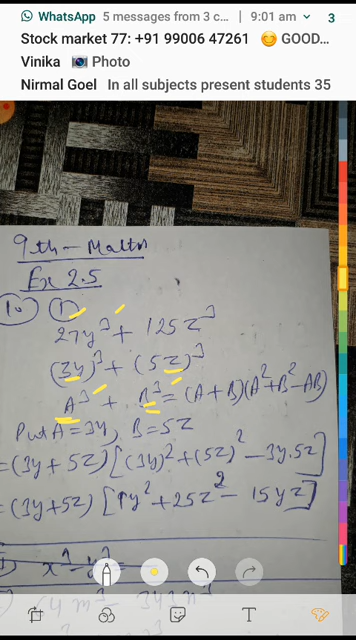 WhatsApp 5 messages from 3 c... | 9:01 am 3
Stock market 77: +91 99006 47261 😊 GOOD...
Vinika 📷 Photo
Nirmal Goel In all subjects present students 35
9th - Maths
Ex 2.5
10) (1)
27y³ + 125z³
(3y)³ + (5z)³
A³ + B³ = (A+B)(A²+B²-AB)
Put A = 3y, B = 5z
= (3y + 5z) [(3y)² + (5z)² - 3y.5z]
= (3y + 5z) [9y² + 25z² - 15yz]
T